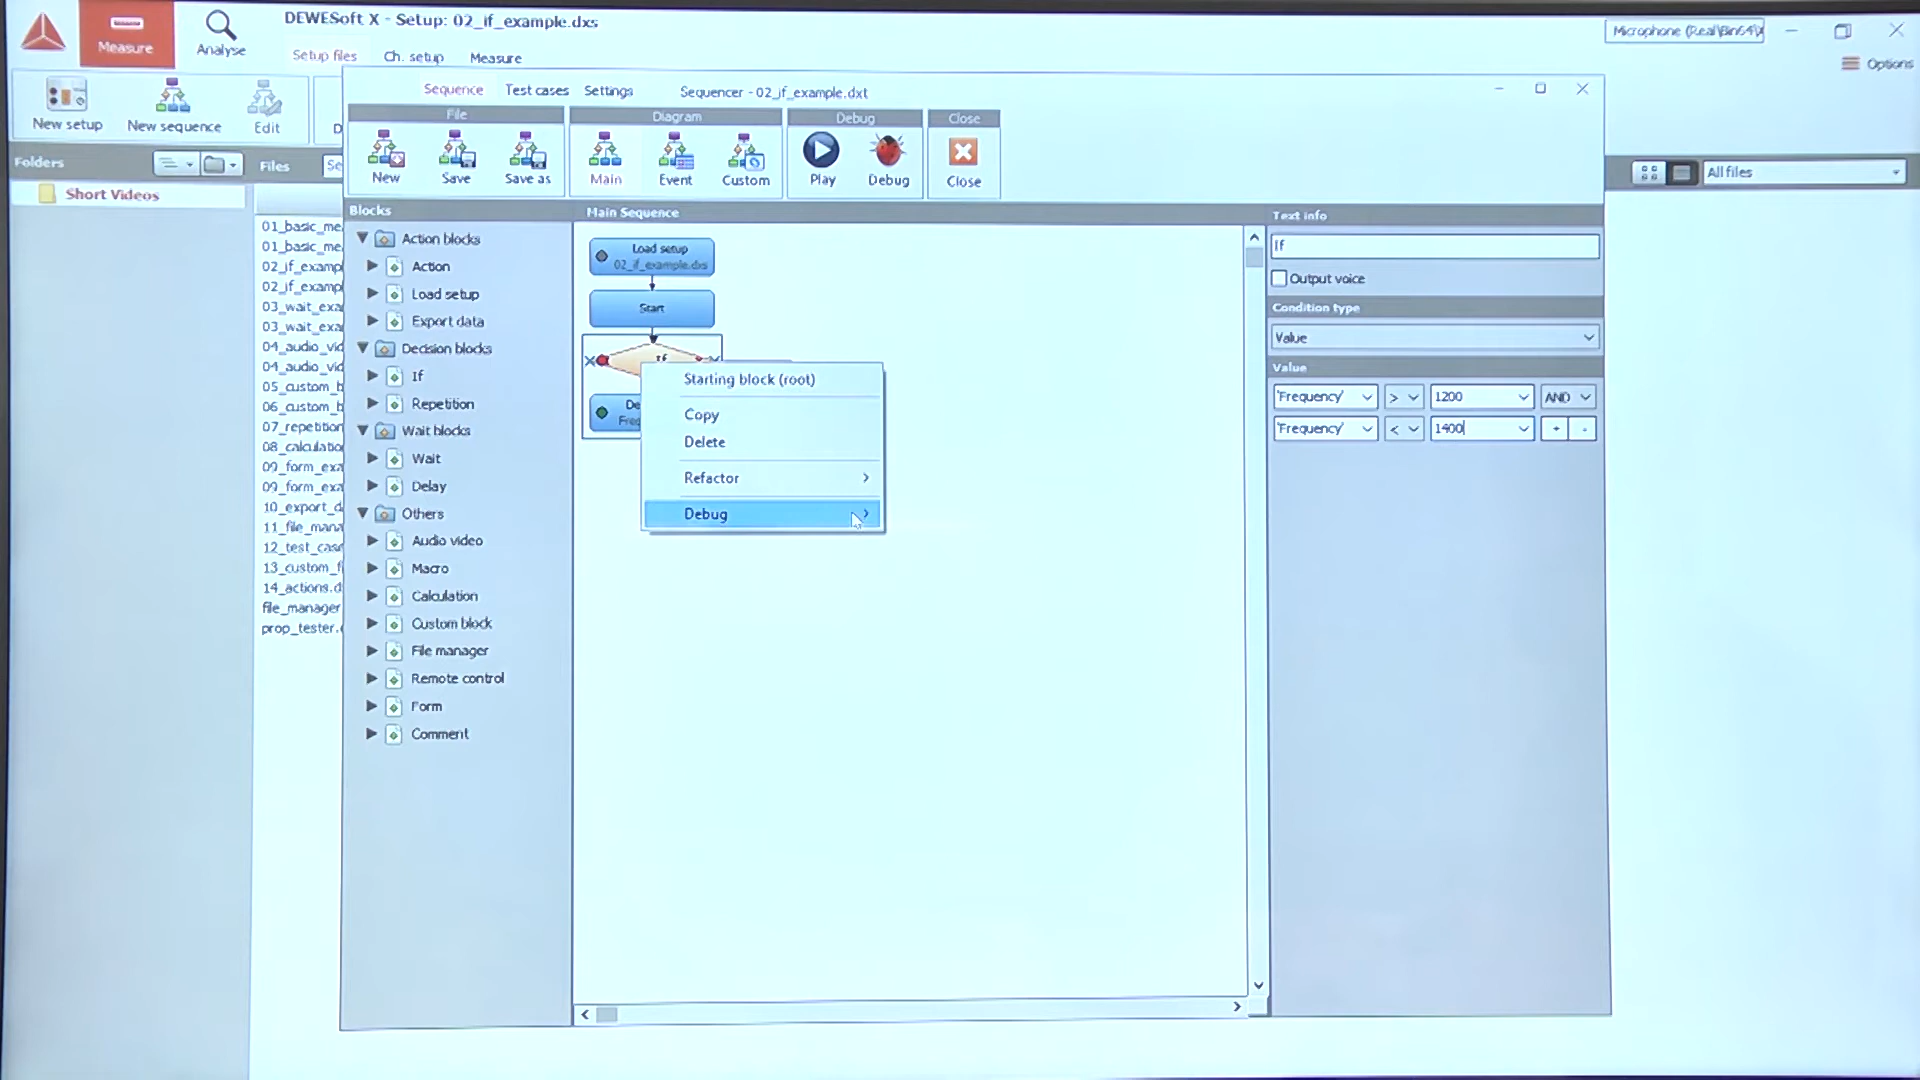 DEWESoft X - Setup: 02_if_example.dxs
Measure
Analyse
Setup files
Ch. setup
Measure
Options
New setup
New sequence
Edit
Folders
Files
Short Videos
All files
01_basic_me
01_basic_me
02_if_examp
02_if_examp
03_wait_exa
03_wait_exa
04_audio_vid
04_audio_vid
05_custom_b
06_custom_b
07_repetition
08_calculatio
09_form_exa
09_form_exa
10_export_d
11_file_mana
12_test_case
13_custom_f
14_actions.d
file_manager
prop_tester.
Sequence
Test cases
Settings
Sequencer - 02_if_example.dxt
File
Diagram
Debug
Close
New
Save
Save as
Main
Event
Custom
Play
Debug
Close
Blocks
Main Sequence
Text info
Action blocks
Action
Load setup
Export data
Decision blocks
If
Repetition
Wait blocks
Wait
Delay
Others
Audio video
Macro
Calculation
Custom block
File manager
Remote control
Form
Comment
Load setup
02_if_example.dxs
Start
If
De
Freq
Starting block (root)
Copy
Delete
Refactor
Debug
If
Output voice
Condition type
Value
Value
'Frequency' > 1200 AND
'Frequency' < 1400 + -